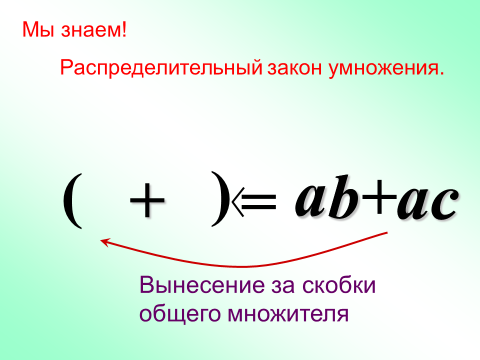 Мы знаем!
Распределительный закон умножения.
( + ) = ab+ac
Вынесение за скобки
общего множителя